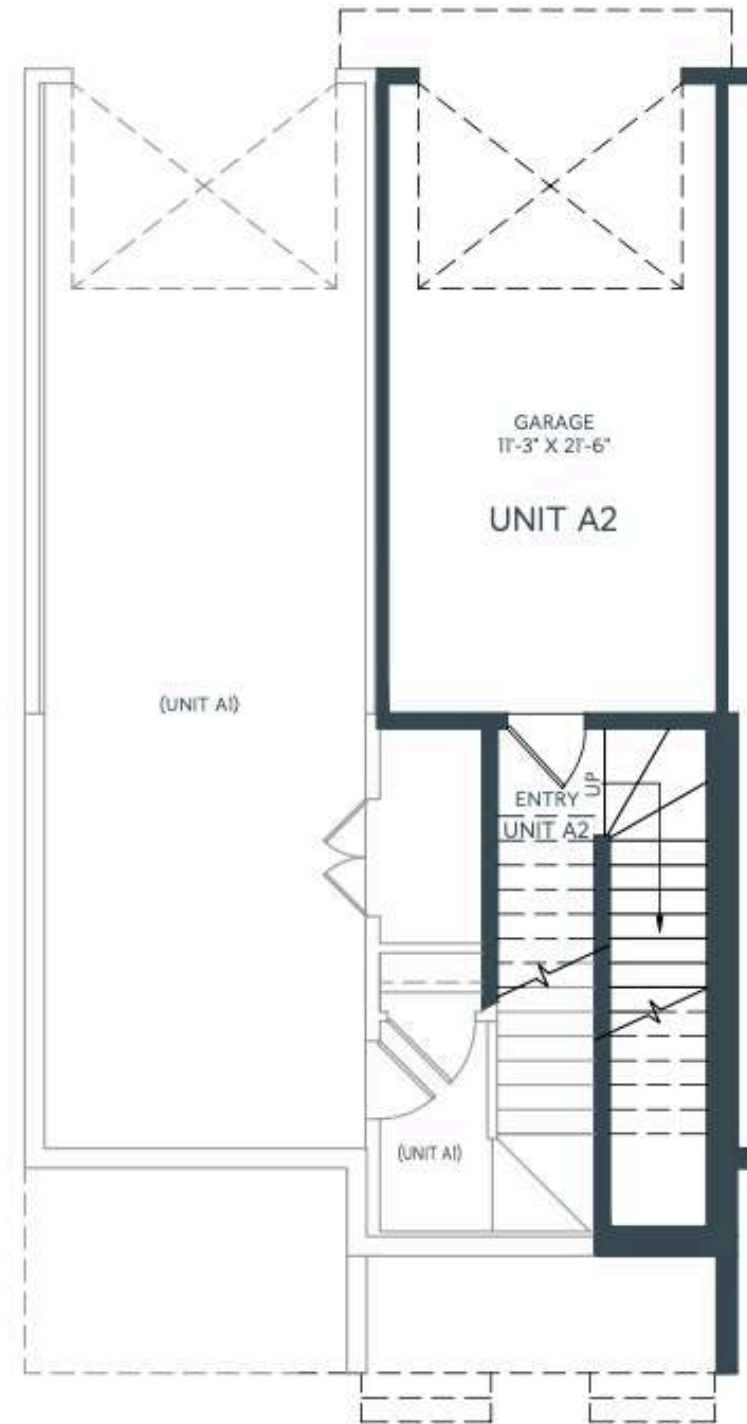 GARAGE
11'-3" X 21'-6"
UNIT A2
(UNIT A1)
UP
ENTRY
UNIT A2
(UNIT A1)